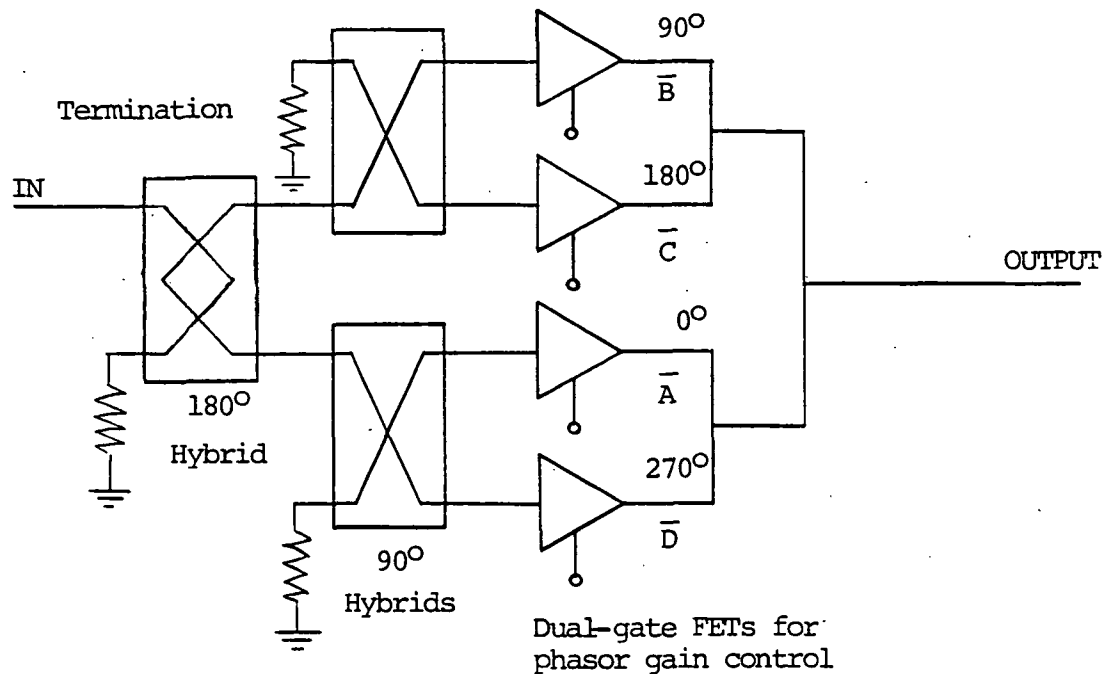 90°
B̅
Termination
180°
C̅
IN
OUTPUT
0°
A̅
180°
Hybrid
270°
D̅
90°
Hybrids
Dual-gate FETs for
phasor gain control